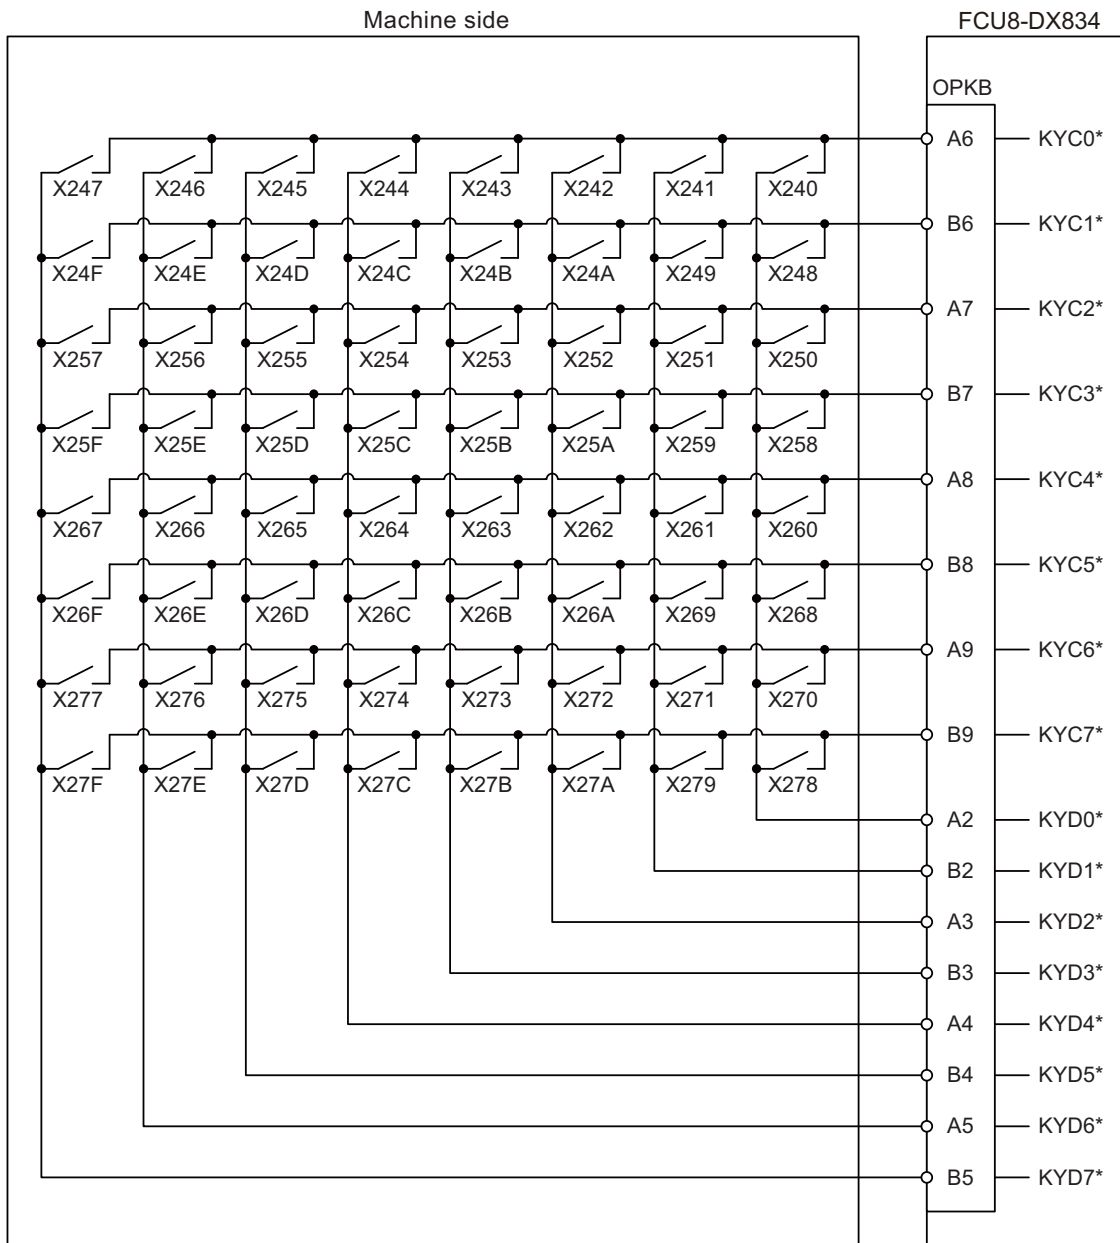 Machine side
FCU8-DX834
OPKB
A6 KYC0*
X247 X246 X245 X244 X243 X242 X241 X240
B6 KYC1*
X24F X24E X24D X24C X24B X24A X249 X248
A7 KYC2*
X257 X256 X255 X254 X253 X252 X251 X250
B7 KYC3*
X25F X25E X25D X25C X25B X25A X259 X258
A8 KYC4*
X267 X266 X265 X264 X263 X262 X261 X260
B8 KYC5*
X26F X26E X26D X26C X26B X26A X269 X268
A9 KYC6*
X277 X276 X275 X274 X273 X272 X271 X270
B9 KYC7*
X27F X27E X27D X27C X27B X27A X279 X278
A2 KYD0*
B2 KYD1*
A3 KYD2*
B3 KYD3*
A4 KYD4*
B4 KYD5*
A5 KYD6*
B5 KYD7*